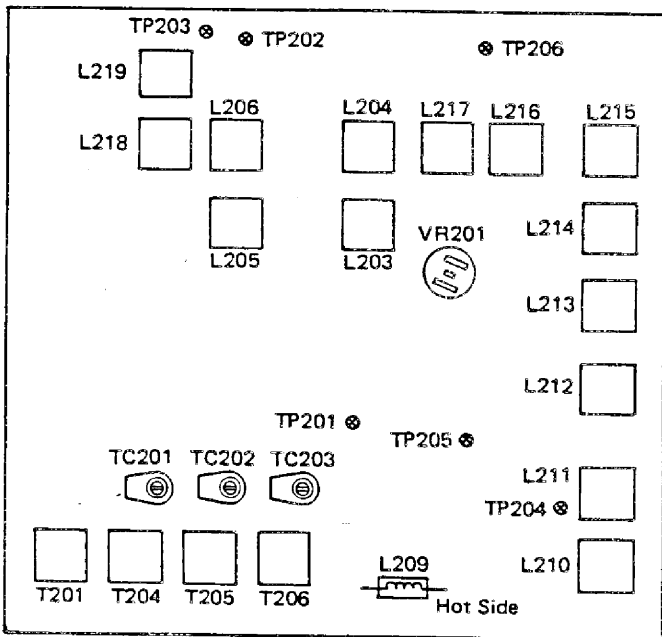 TP203
TP202
TP206
L219
L206
L204
L217
L216
L215
L218
L205
L203
VR201
L214
L213
L212
TP201
TP205
TC201
TC202
TC203
L211
TP204
L209
L210
T201
T204
T205
T206
Hot Side